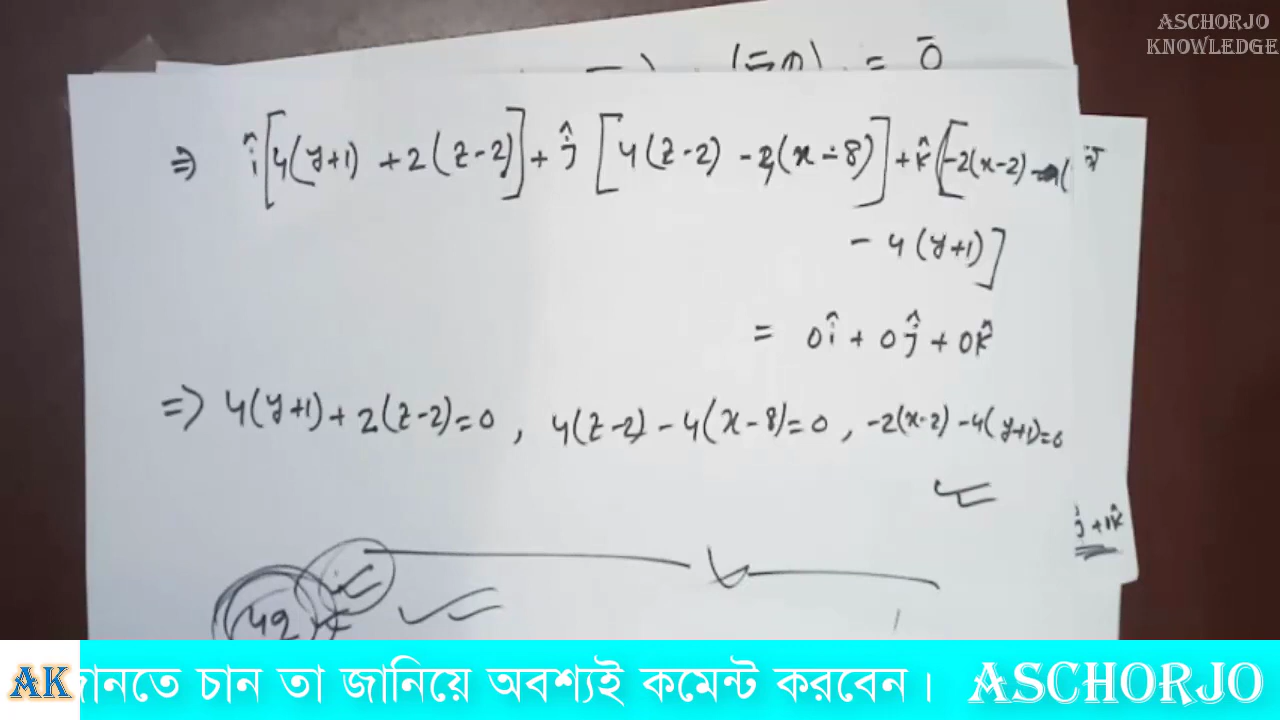 ASCHORJO
KNOWLEDGE
= 0̄
⇒ î[4(y+1) + 2(z-2)] + ĵ[4(z-2) - 2(x-8)] + k̂[-2(x-2)
- 4(y+1)]
= 0î + 0ĵ + 0k̂
⇒ 4(y+1) + 2(z-2) = 0, 4(z-2) - 4(x-8) = 0, -2(x-2) - 4(y+1) = 0
AK
জানতে চান তা জানিয়ে অবশ্যই কমেন্ট করবেন। ASCHORJO